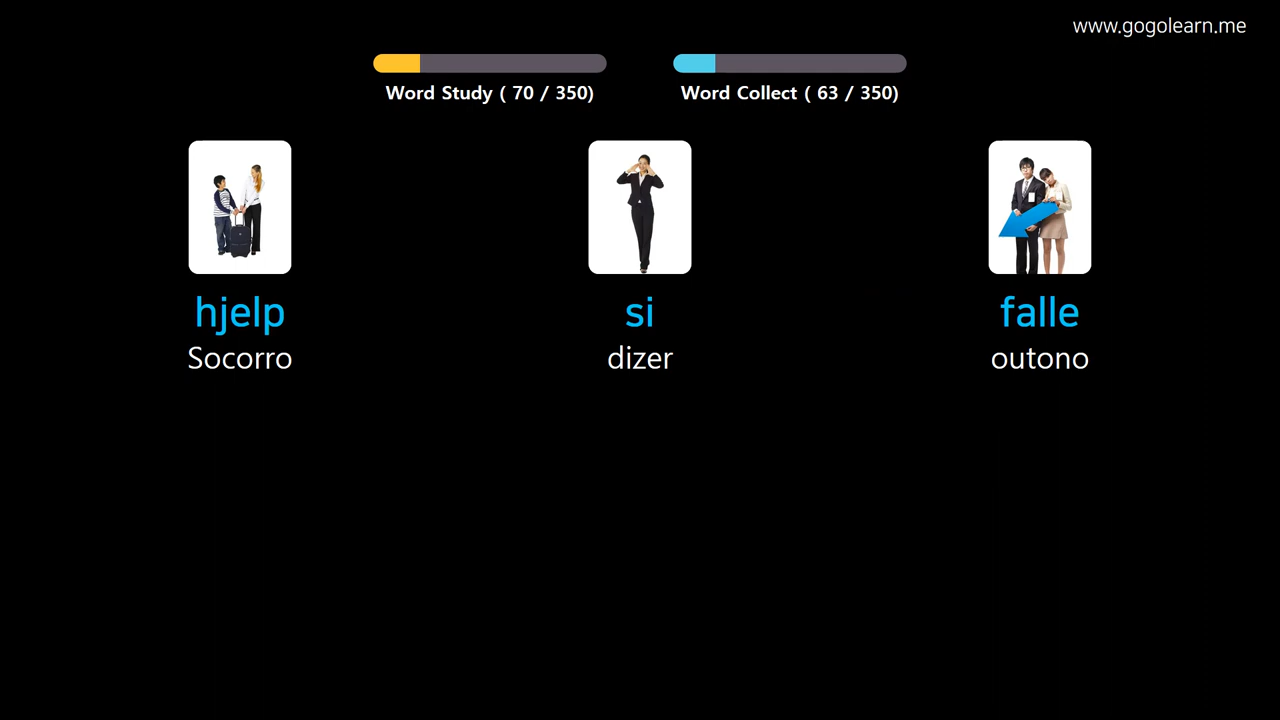 www.gogolearn.me
Word Study ( 70 / 350)
Word Collect ( 63 / 350)
hjelp
Socorro
si
dizer
falle
outono